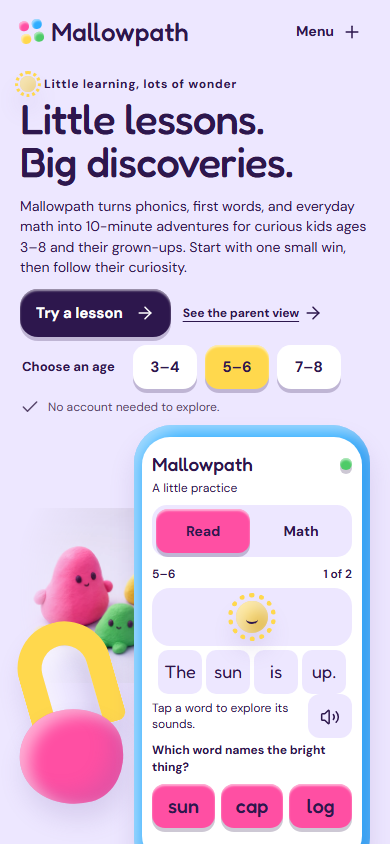 Mallowpath
Menu
Little learning, lots of wonder
Little lessons.
Big discoveries.
Mallowpath turns phonics, first words, and everyday
math into 10-minute adventures for curious kids ages
3–8 and their grown-ups. Start with one small win,
then follow their curiosity.
Try a lesson
See the parent view
Choose an age
3–4
5–6
7–8
No account needed to explore.
Mallowpath
A little practice
Read
Math
5–6
1 of 2
The sun is up.
Tap a word to explore its
sounds.
Which word names the bright
thing?
sun
cap
log